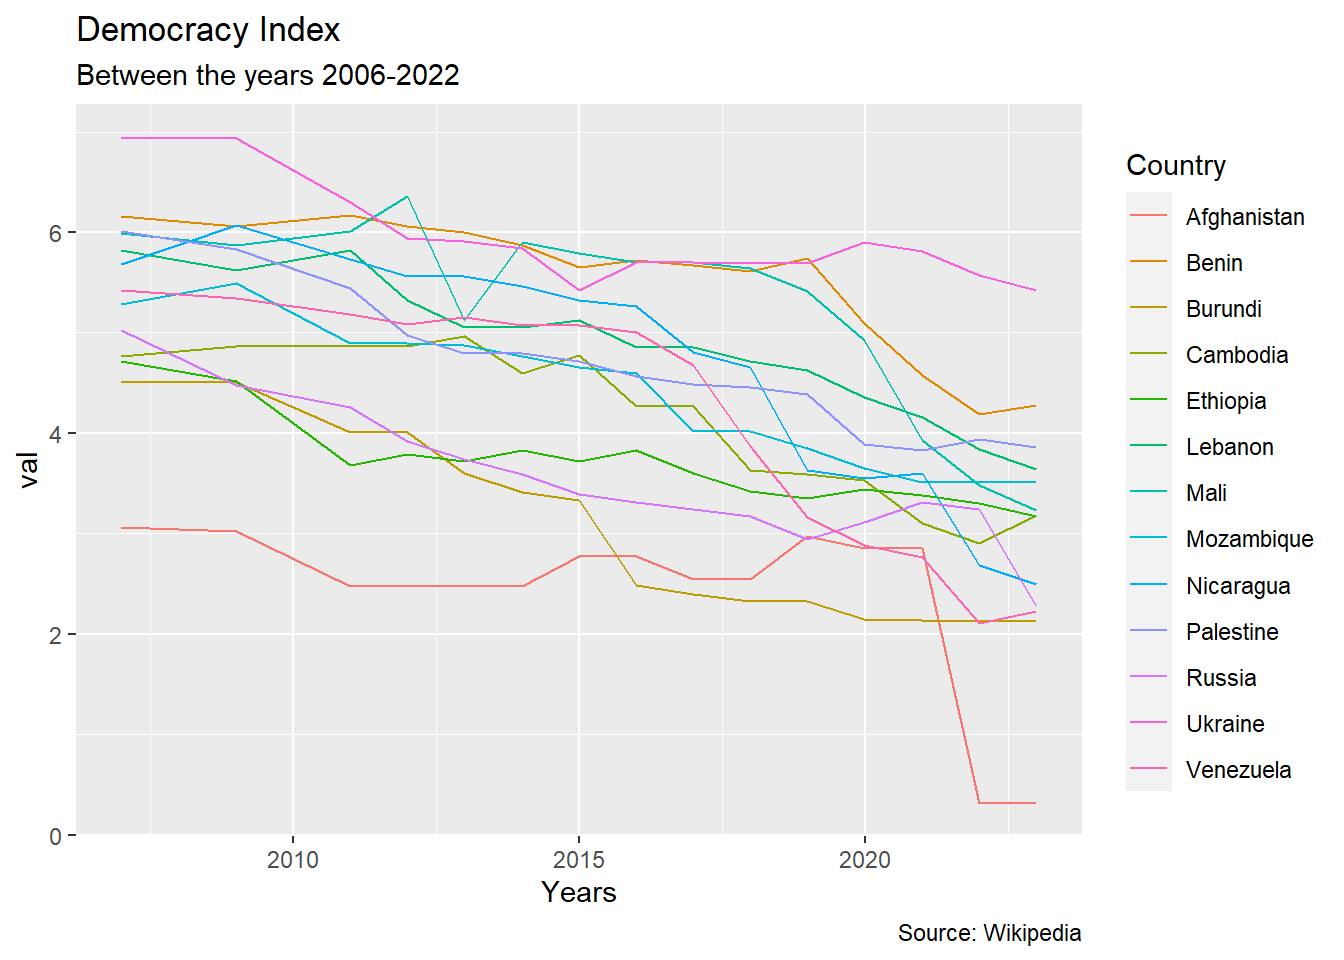 Democracy Index
Between the years 2006-2022
val
6
4
2
0
2010
2015
2020
Years
Country
Afghanistan
Benin
Burundi
Cambodia
Ethiopia
Lebanon
Mali
Mozambique
Nicaragua
Palestine
Russia
Ukraine
Venezuela
Source: Wikipedia